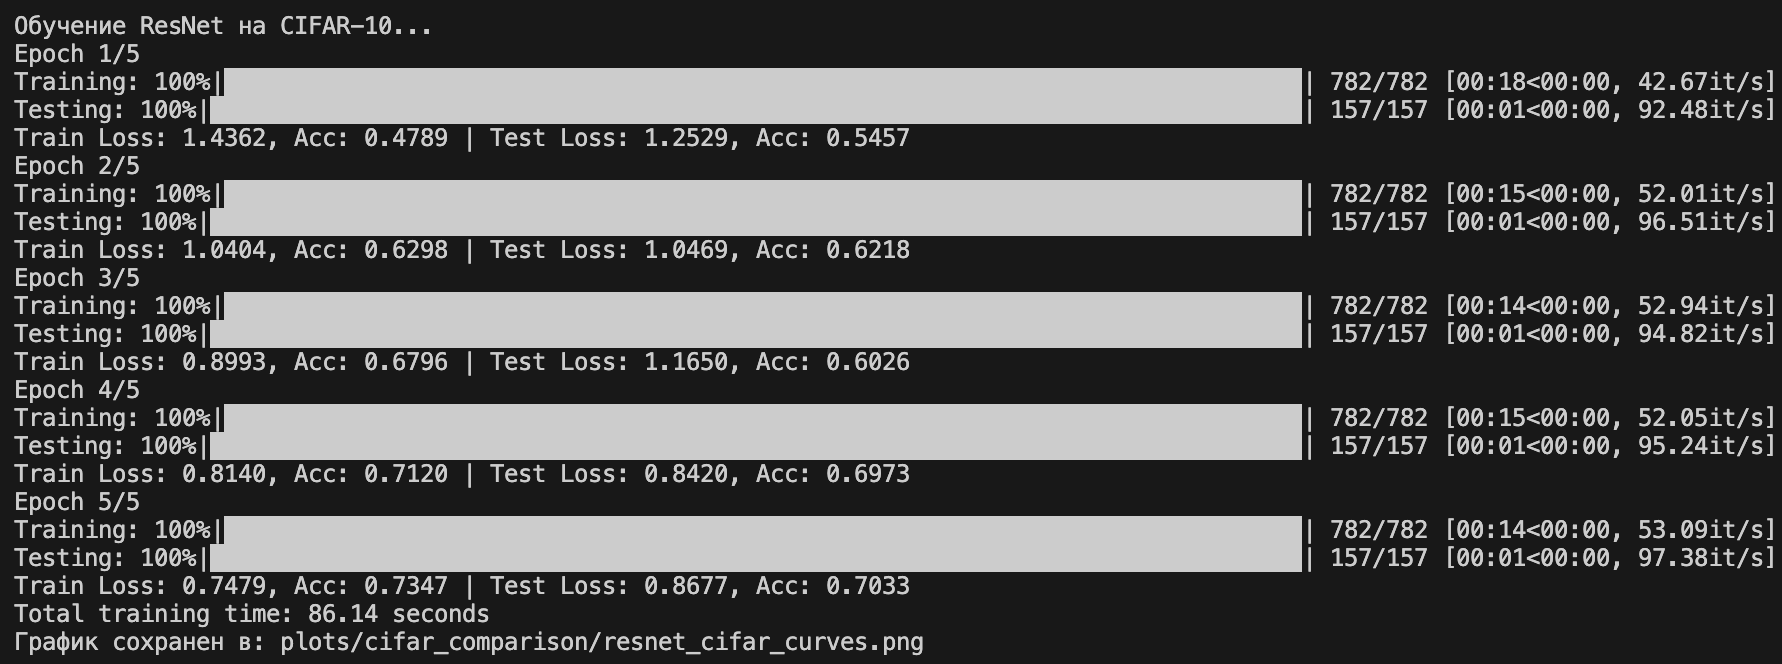 Обучение ResNet на CIFAR-10...
Epoch 1/5
Training: 100%|| 782/782 [00:18<00:00, 42.67it/s]
Testing: 100%|| 157/157 [00:01<00:00, 92.48it/s]
Train Loss: 1.4362, Acc: 0.4789 | Test Loss: 1.2529, Acc: 0.5457
Epoch 2/5
Training: 100%|| 782/782 [00:15<00:00, 52.01it/s]
Testing: 100%|| 157/157 [00:01<00:00, 96.51it/s]
Train Loss: 1.0404, Acc: 0.6298 | Test Loss: 1.0469, Acc: 0.6218
Epoch 3/5
Training: 100%|| 782/782 [00:14<00:00, 52.94it/s]
Testing: 100%|| 157/157 [00:01<00:00, 94.82it/s]
Train Loss: 0.8993, Acc: 0.6796 | Test Loss: 1.1650, Acc: 0.6026
Epoch 4/5
Training: 100%|| 782/782 [00:15<00:00, 52.05it/s]
Testing: 100%|| 157/157 [00:01<00:00, 95.24it/s]
Train Loss: 0.8140, Acc: 0.7120 | Test Loss: 0.8420, Acc: 0.6973
Epoch 5/5
Training: 100%|| 782/782 [00:14<00:00, 53.09it/s]
Testing: 100%|| 157/157 [00:01<00:00, 97.38it/s]
Train Loss: 0.7479, Acc: 0.7347 | Test Loss: 0.8677, Acc: 0.7033
Total training time: 86.14 seconds
График сохранен в: plots/cifar_comparison/resnet_cifar_curves.png